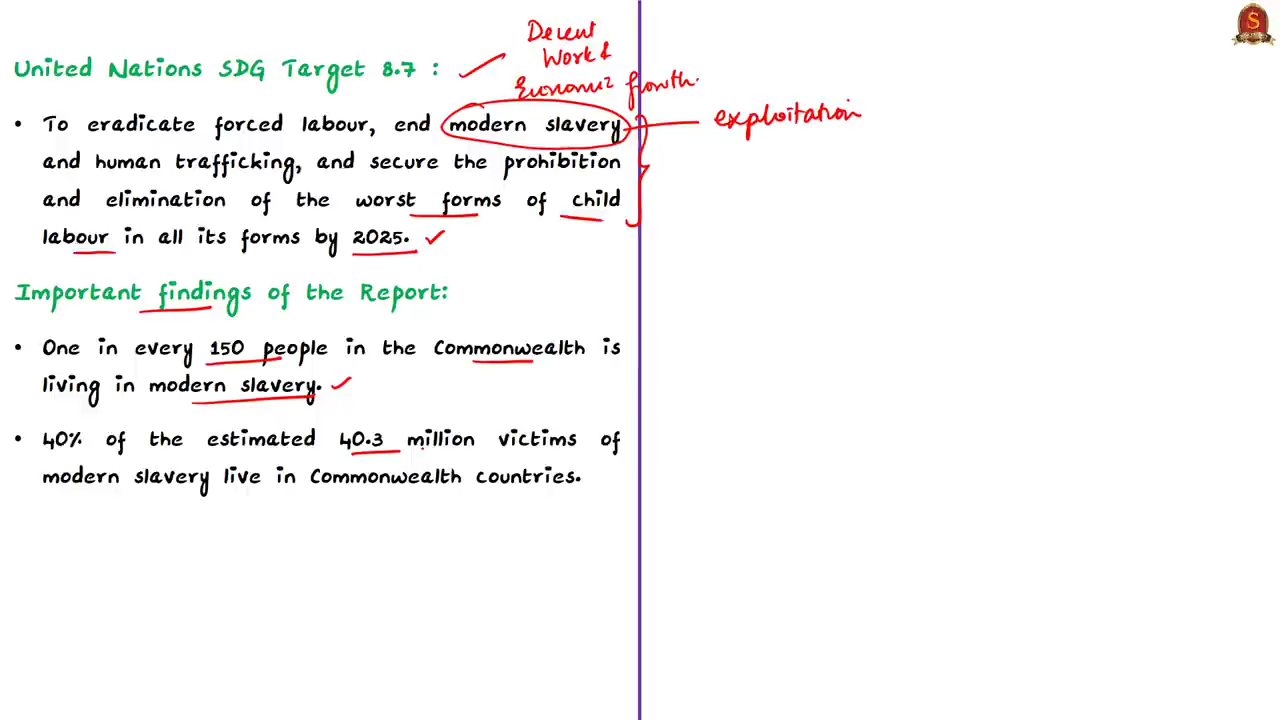 Decent
Work &
United Nations SDG Target 8.7 :
Economic Growth.
• To eradicate forced labour, end modern slavery
exploitation
and human trafficking, and secure the prohibition
and elimination of the worst forms of child
labour in all its forms by 2025.
Important findings of the Report:
• One in every 150 people in the Commonwealth is
living in modern slavery.
• 40% of the estimated 40.3 million victims of
modern slavery live in Commonwealth countries.
S